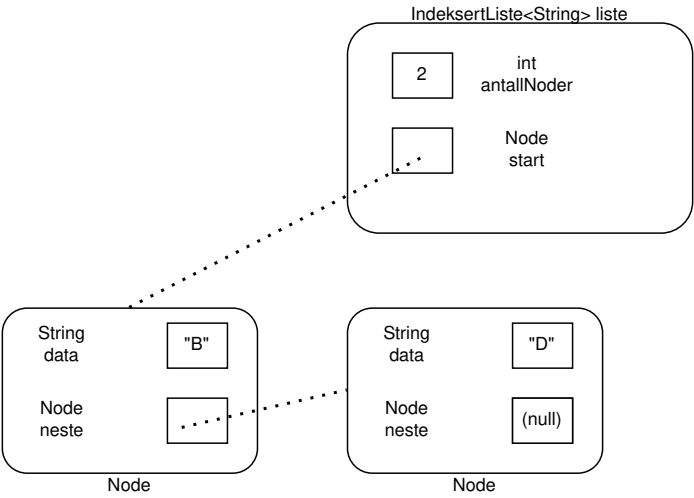 IndeksertListe<String> liste
2
int
antallNoder
Node
start
String
data
"B"
Node
neste
Node
String
data
"D"
Node
neste
(null)
Node